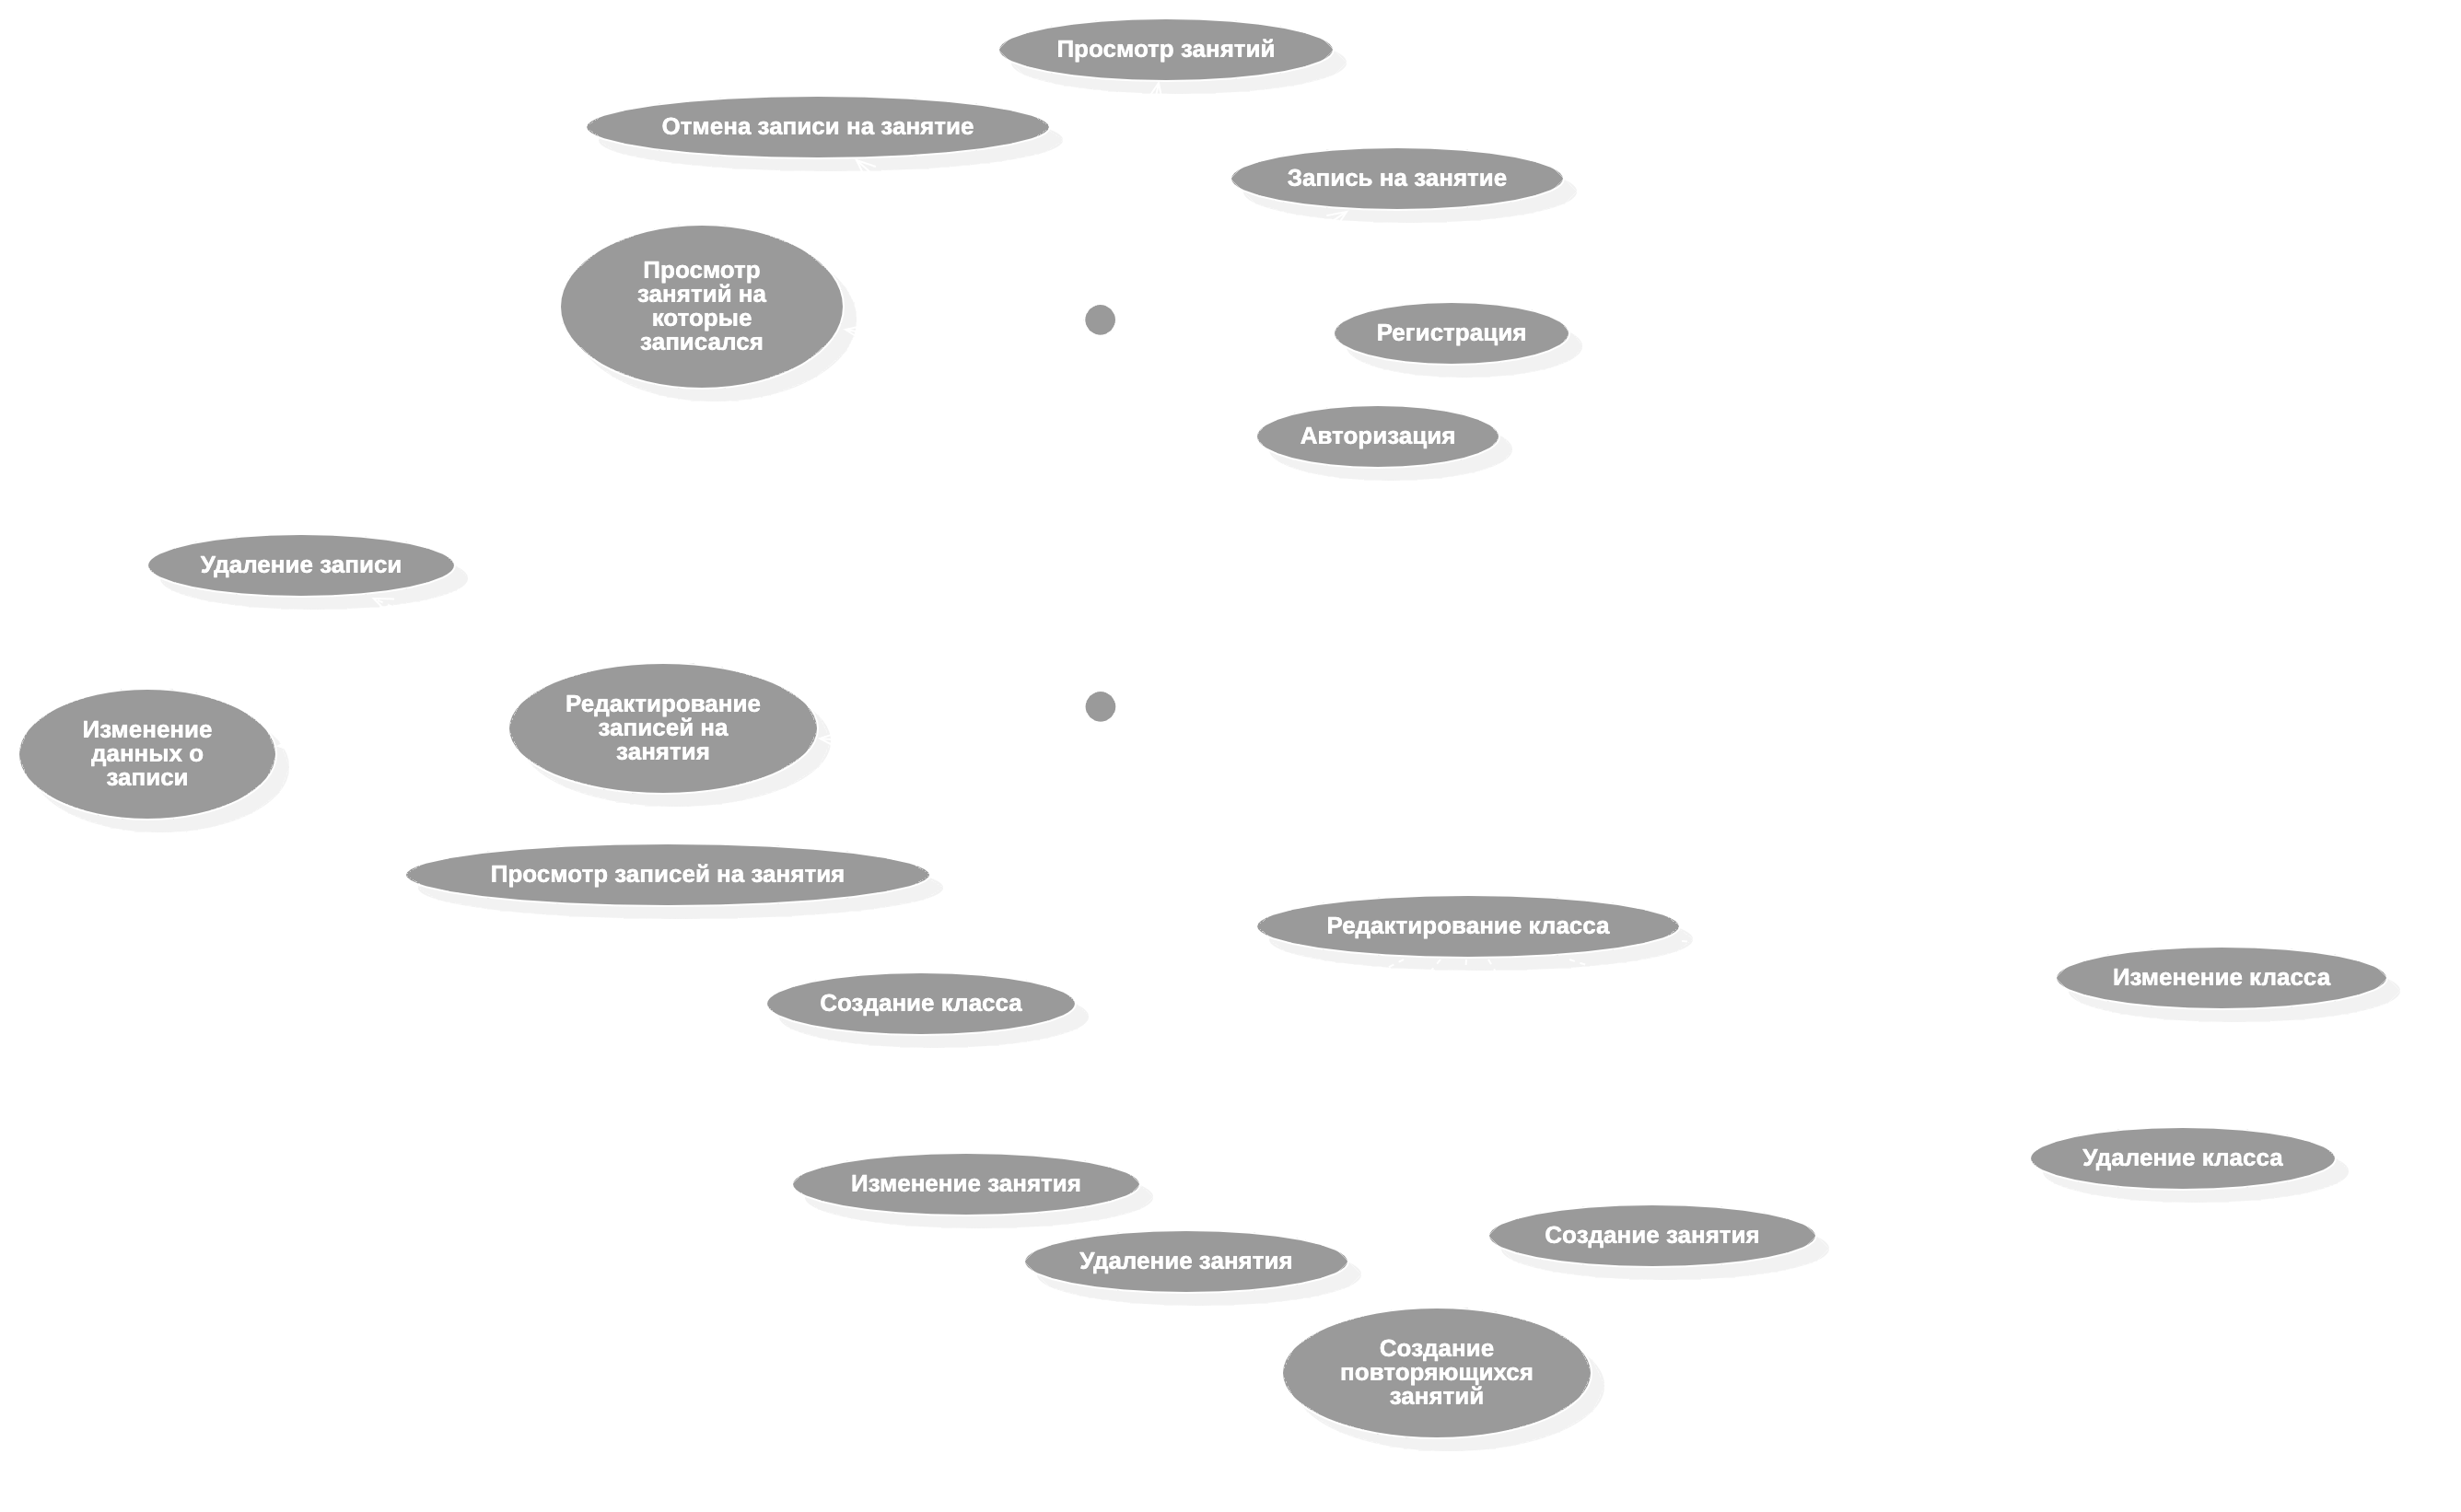 Просмотр занятий
Отмена записи на занятие
Запись на занятие
Просмотр
занятий на
которые
записался
Регистрация
Авторизация
Удаление записи
Изменение
данных о
записи
Редактирование
записей на
занятия
Просмотр записей на занятия
Редактирование класса
Изменение класса
Создание класса
Удаление класса
Изменение занятия
Создание занятия
Удаление занятия
Создание
повторяющихся
занятий